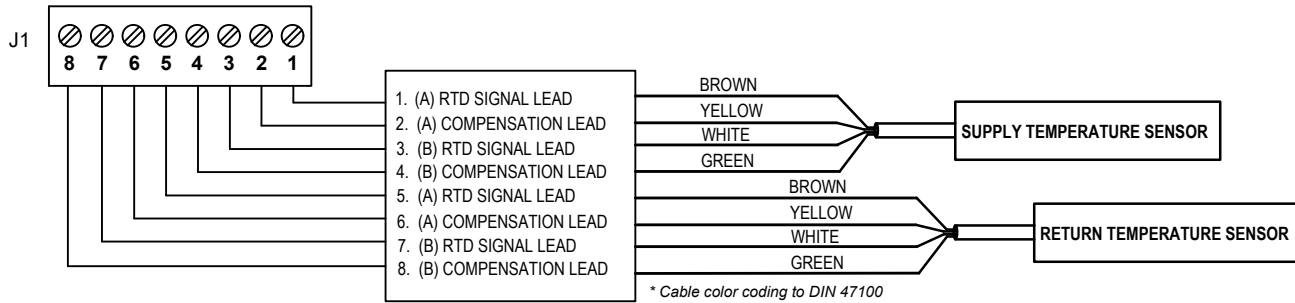 J1
8 7 6 5 4 3 2 1
1. (A) RTD SIGNAL LEAD
2. (A) COMPENSATION LEAD
3. (B) RTD SIGNAL LEAD
4. (B) COMPENSATION LEAD
5. (A) RTD SIGNAL LEAD
6. (A) COMPENSATION LEAD
7. (B) RTD SIGNAL LEAD
8. (B) COMPENSATION LEAD
BROWN
YELLOW
WHITE
GREEN
SUPPLY TEMPERATURE SENSOR
BROWN
YELLOW
WHITE
GREEN
RETURN TEMPERATURE SENSOR
* Cable color coding to DIN 47100